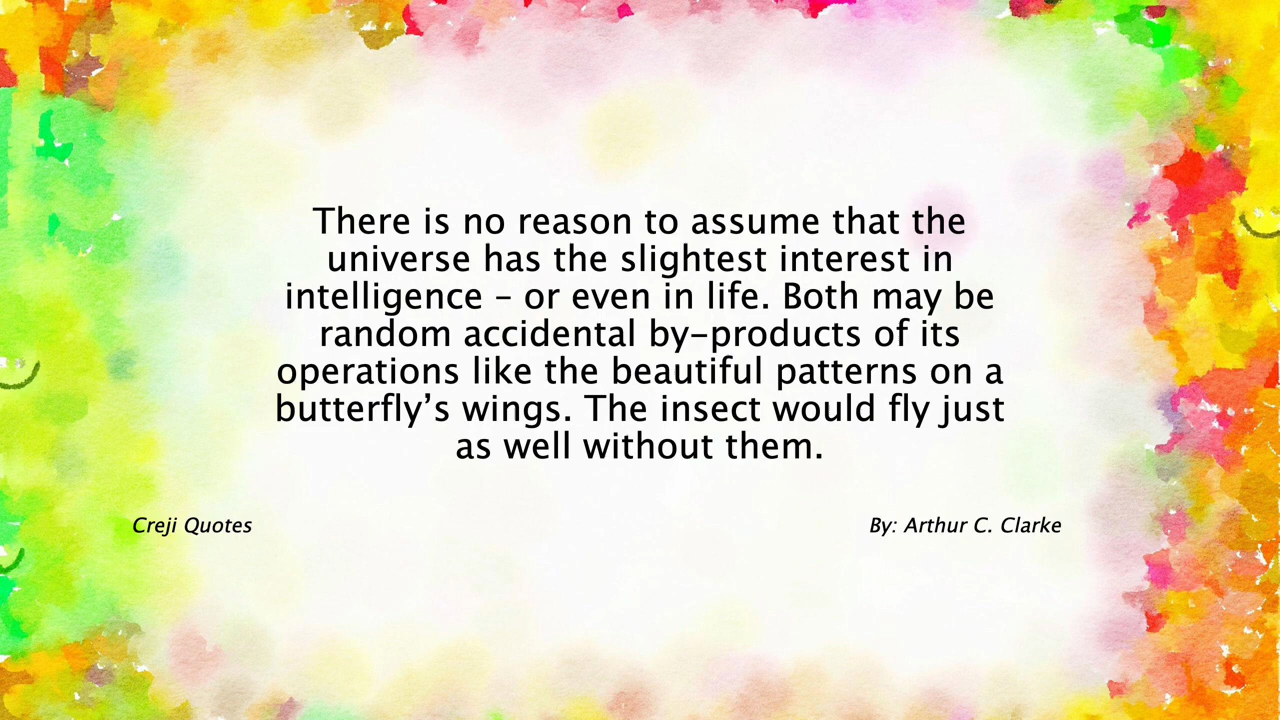 There is no reason to assume that the
universe has the slightest interest in
intelligence – or even in life. Both may be
random accidental by–products of its
operations like the beautiful patterns on a
butterfly’s wings. The insect would fly just
as well without them.
Creji Quotes
By: Arthur C. Clarke